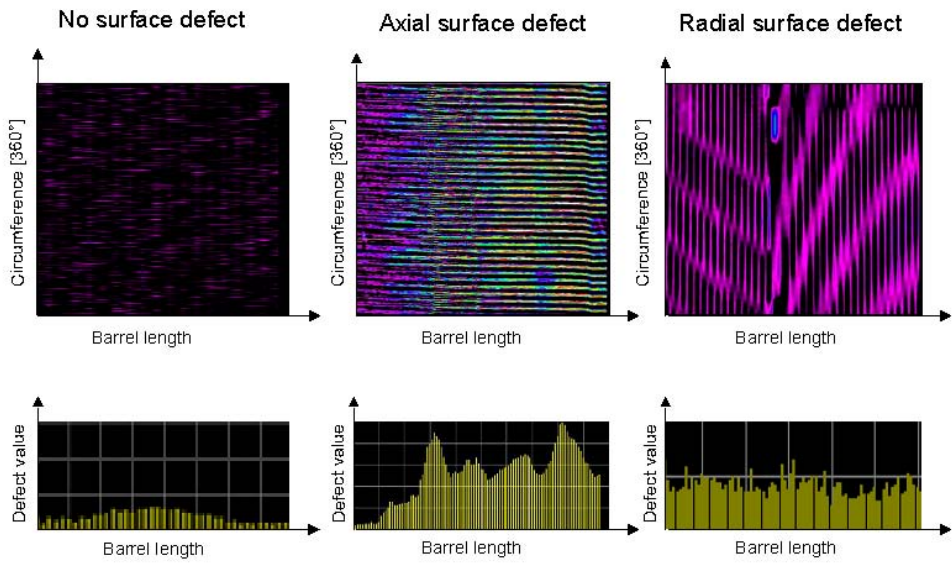 No surface defect
Axial surface defect
Radial surface defect
Circumference [360°]
Circumference [360°]
Circumference [360°]
Barrel length
Barrel length
Barrel length
Defect value
Defect value
Defect value
Barrel length
Barrel length
Barrel length